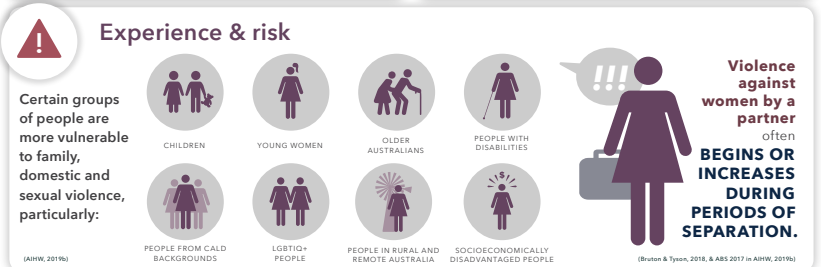 !
Experience & risk
Certain groups
of people are
more vulnerable
to family,
domestic and
sexual violence,
particularly:
(AIHW, 2019b)
CHILDREN
YOUNG WOMEN
OLDER
AUSTRALIANS
PEOPLE WITH
DISABILITIES
PEOPLE FROM CALD
BACKGROUNDS
LGBTIQ+
PEOPLE
PEOPLE IN RURAL AND
REMOTE AUSTRALIA
$
SOCIOECONOMICALLY
DISADVANTAGED PEOPLE
!!!
Violence
against
women by a
partner
often
BEGINS OR
INCREASES
DURING
PERIODS OF
SEPARATION.
(Bruton & Tyson, 2018, & ABS 2017 in AIHW, 2019b)